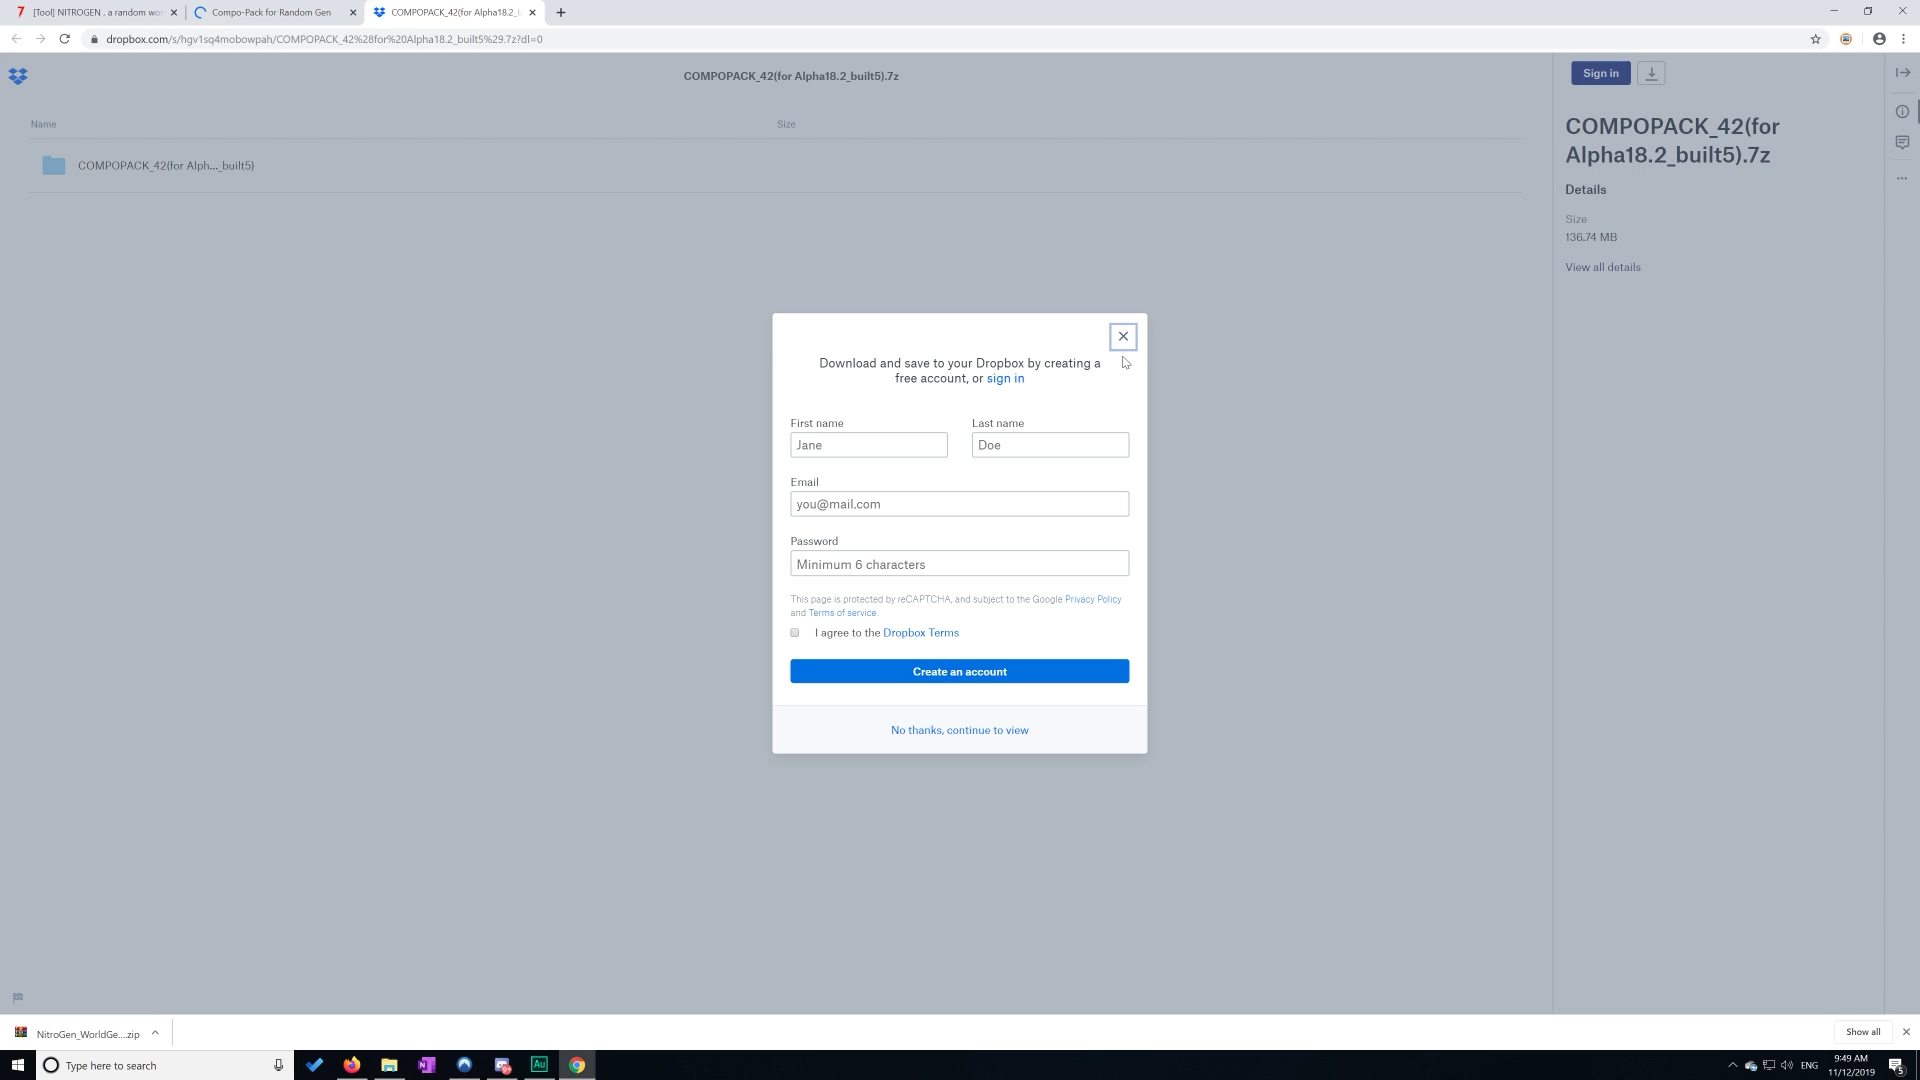 [Tool] NITROGEN , a random wo
Compo-Pack for Random Gen
COMPOPACK_42(for Alpha18.2_
dropbox.com/s/hgv1sq4mobowpah/COMPOPACK_42%28for%20Alpha18.2_built5%29.7z?dl=0
COMPOPACK_42(for Alpha18.2_built5).7z
Sign in
Name
Size
COMPOPACK_42(for Alph..._built5)
COMPOPACK_42(for
Alpha18.2_built5).7z
Details
Size
136.74 MB
View all details
Download and save to your Dropbox by creating a
free account, or sign in
First name
Last name
Jane
Doe
Email
you@mail.com
Password
Minimum 6 characters
This page is protected by reCAPTCHA, and subject to the Google Privacy Policy
and Terms of service.
I agree to the Dropbox Terms
Create an account
No thanks, continue to view
NitroGen_WorldGe....zip
Show all
Type here to search
Au
ENG
9:49 AM
11/12/2019
5